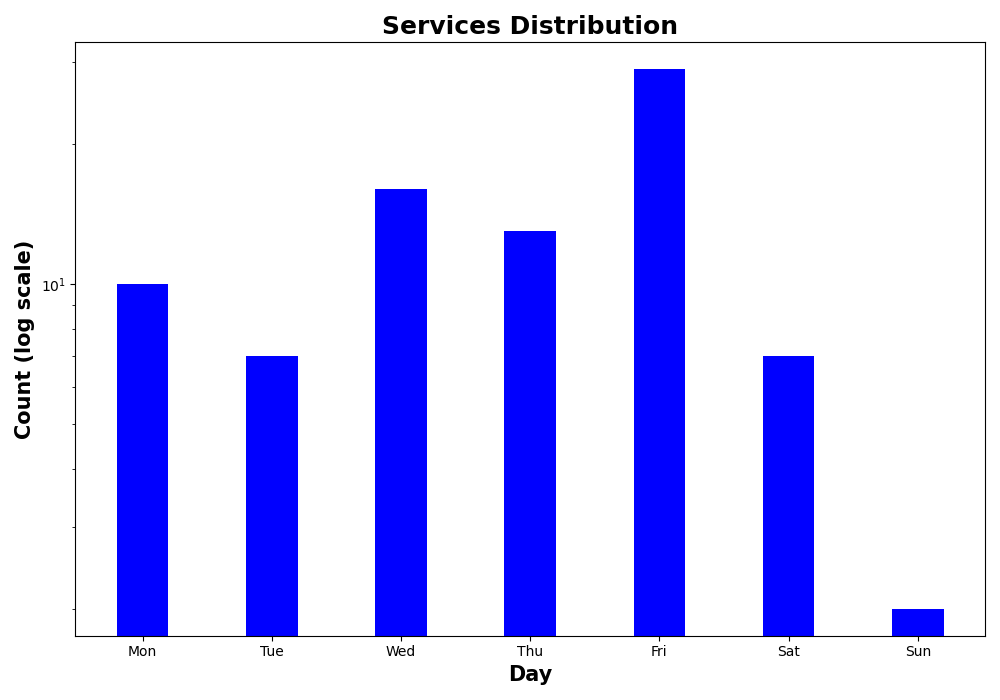 Services Distribution
Count (log scale)
10¹
Mon Tue Wed Thu Fri Sat Sun
Day